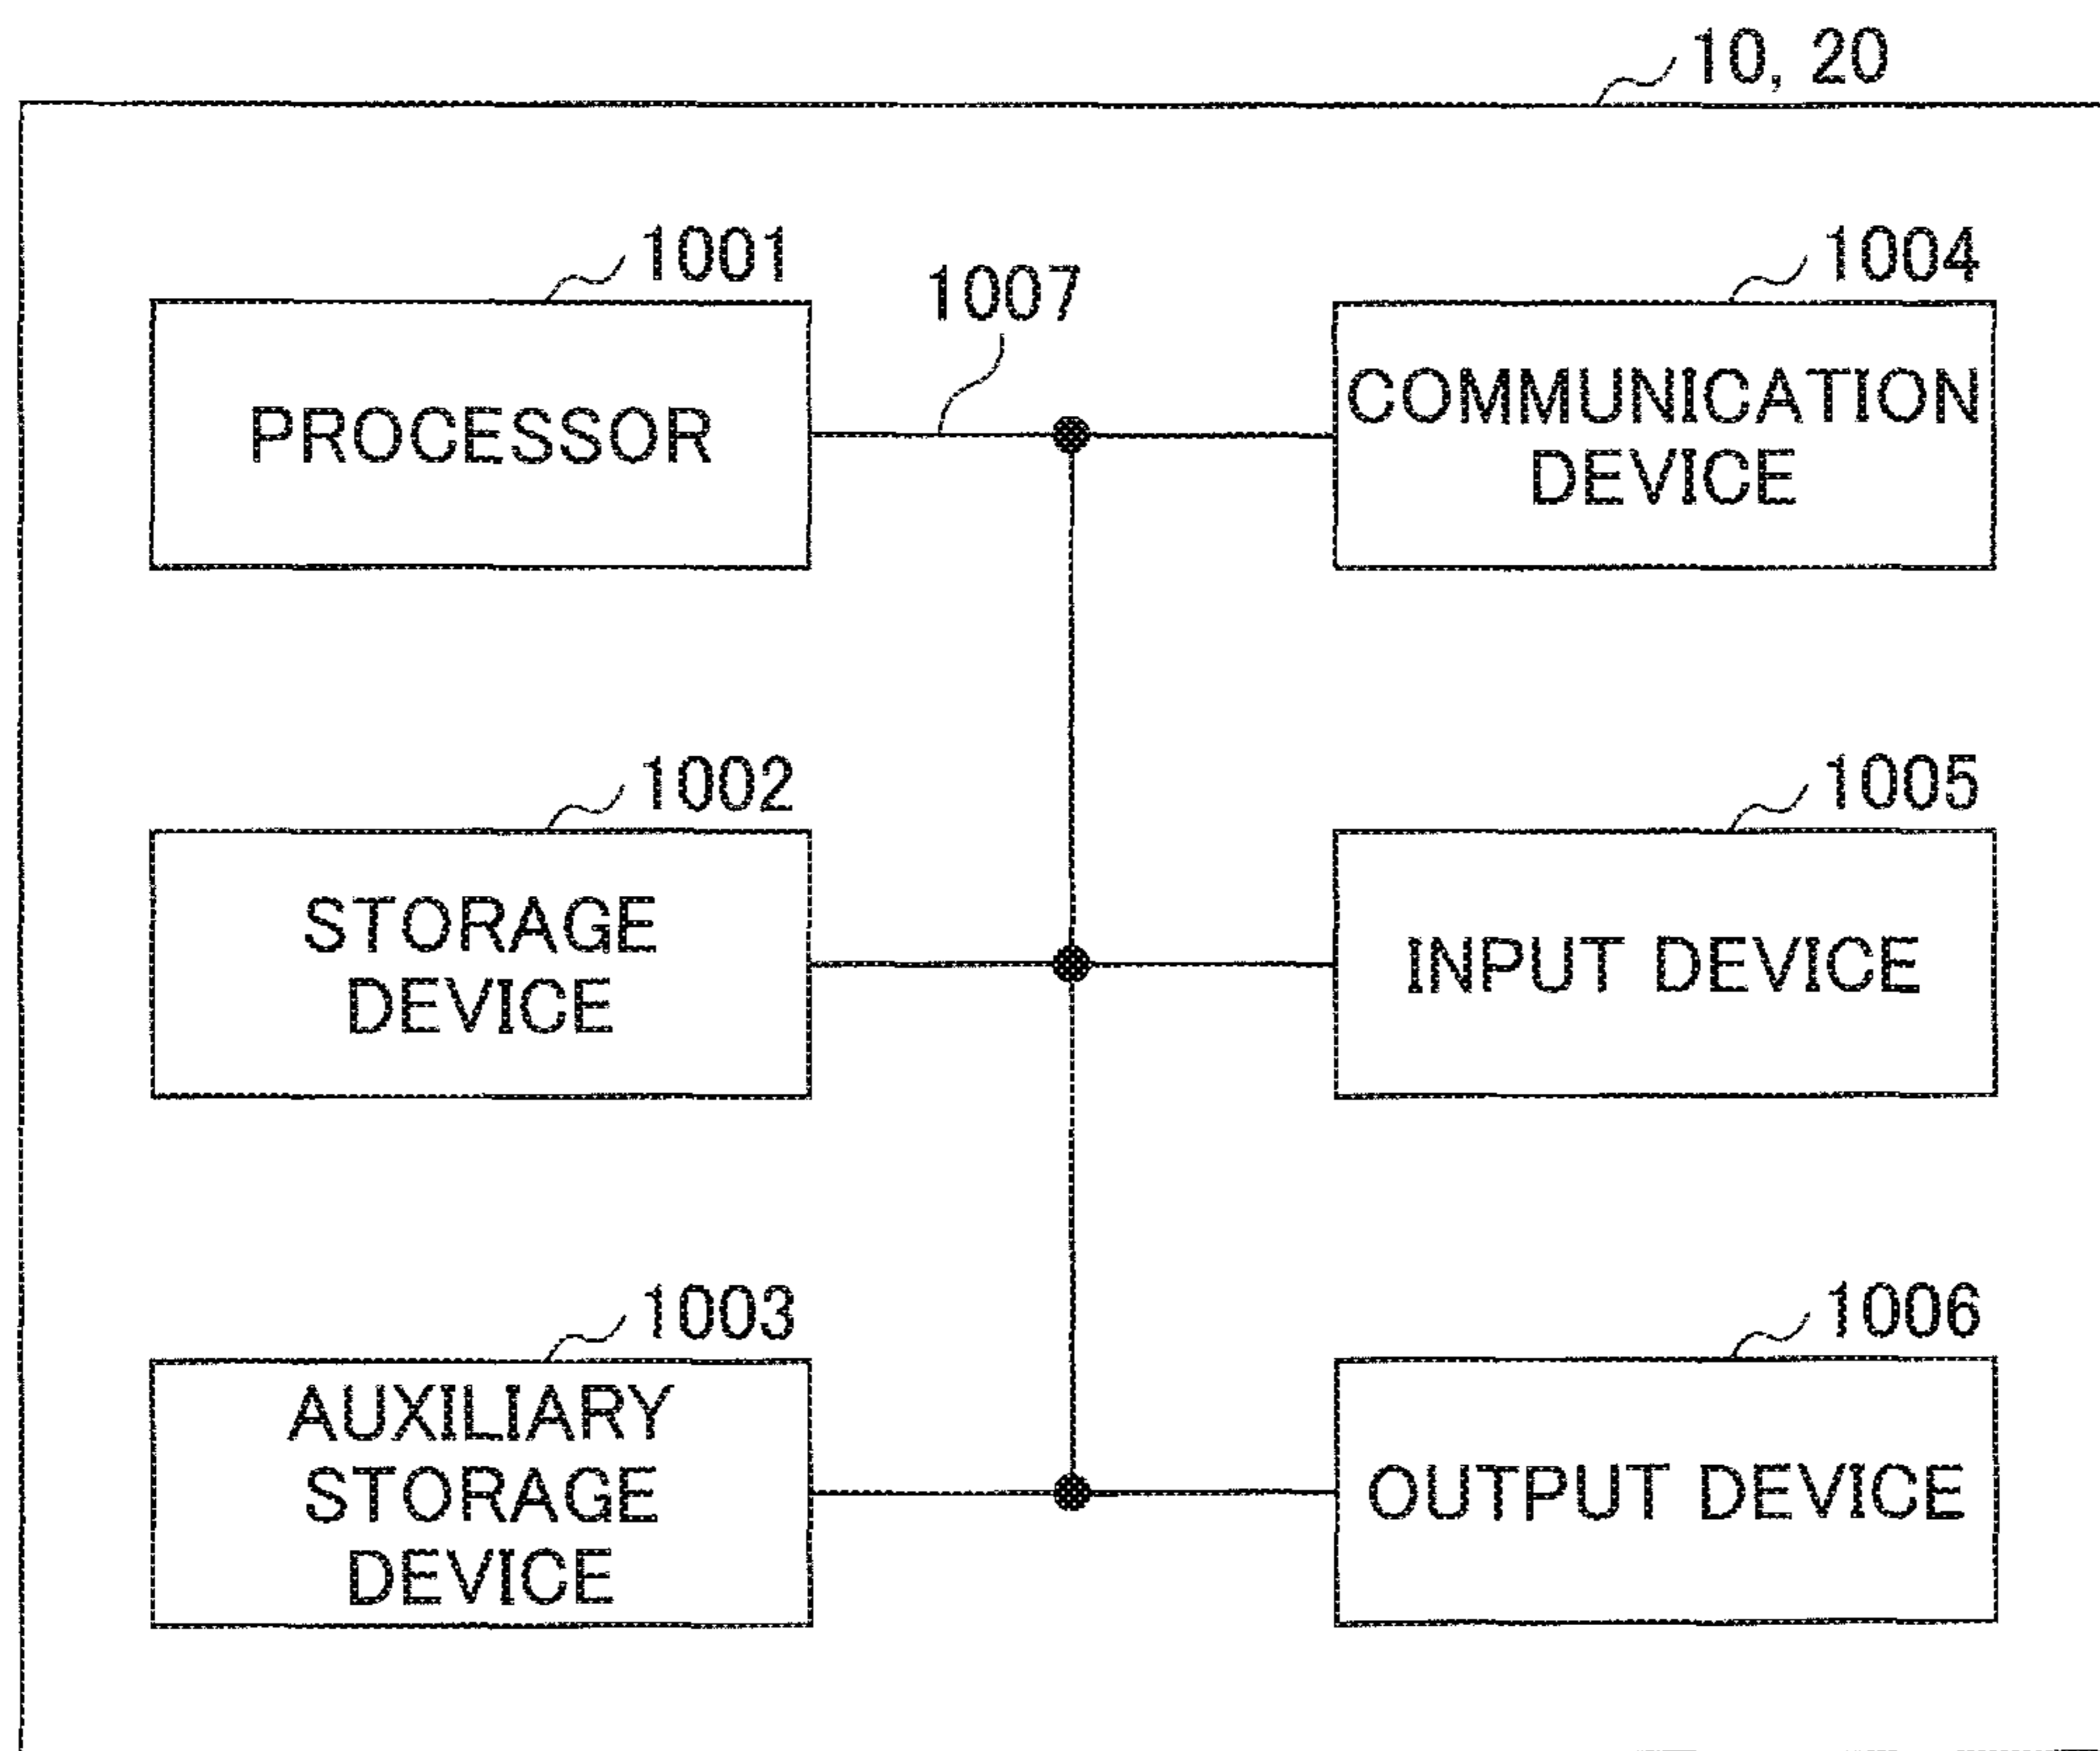 10, 20
1001
1007
1004
PROCESSOR
COMMUNICATION
DEVICE
1002
1005
STORAGE
DEVICE
INPUT DEVICE
1003
1006
AUXILIARY
STORAGE
DEVICE
OUTPUT DEVICE